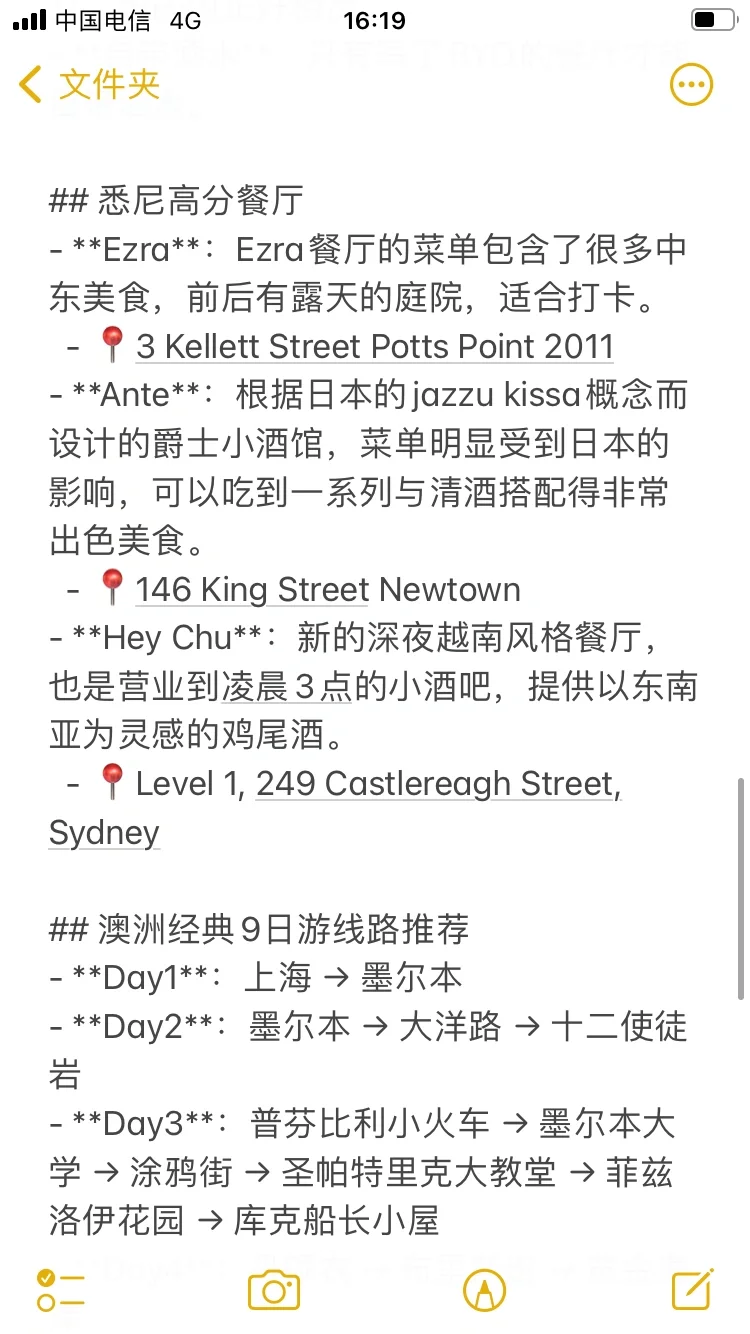 中国电信 4G 16:19
文件夹
## 悉尼高分餐厅
- **Ezra**：Ezra餐厅的菜单包含了很多中
东美食，前后有露天的庭院，适合打卡。
- 📍3 Kellett Street Potts Point 2011
- **Ante**：根据日本的jazzu kissa概念而
设计的爵士小酒馆，菜单明显受到日本的
影响，可以吃到一系列与清酒搭配得非常
出色美食。
- 📍146 King Street Newtown
- **Hey Chu**：新的深夜越南风格餐厅，
也是营业到凌晨3点的小酒吧，提供以东南
亚为灵感的鸡尾酒。
- 📍Level 1, 249 Castlereagh Street,
Sydney
## 澳洲经典9日游线路推荐
- **Day1**：上海 → 墨尔本
- **Day2**：墨尔本 → 大洋路 → 十二使徒
岩
- **Day3**：普芬比利小火车 → 墨尔本大
学 → 涂鸦街 → 圣帕特里克大教堂 → 菲兹
洛伊花园 → 库克船长小屋